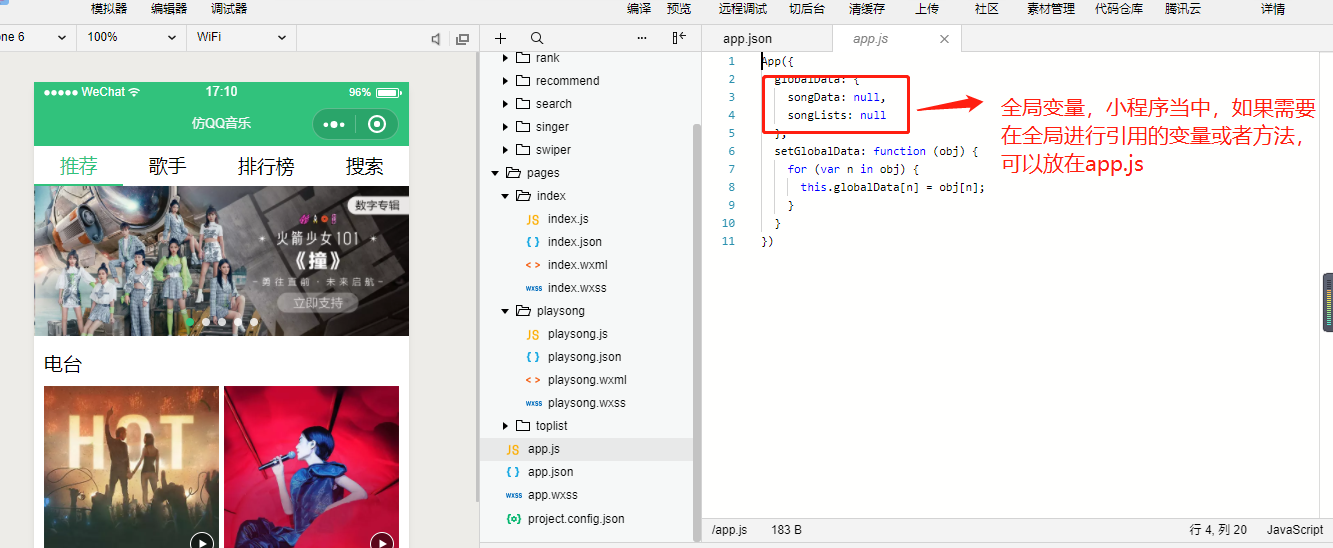 模拟器 编辑器 调试器 编译 预览 远程调试 切后台 清缓存 上传 社区 素材管理 代码仓库 腾讯云 详情
ne 6 100% WiFi
WeChat 17:10 96%
仿QQ音乐
推荐 歌手 排行榜 搜索
数字专辑
火箭少女101
《撞》
勇往直前·未来启航
立即支持
电台
HOT
rank
recommend
search
singer
swiper
pages
index
JS index.js
{ } index.json
< > index.wxml
wxss index.wxss
playsong
JS playsong.js
{ } playsong.json
< > playsong.wxml
wxss playsong.wxss
toplist
JS app.js
{ } app.json
wxss app.wxss
{o} project.config.json
app.json app.js
1 App({
2 globalData: {
3 songData: null,
4 songLists: null
5 },
6 setGlobalData: function (obj) {
7 for (var n in obj) {
8 this.globalData[n] = obj[n];
9 }
10 }
11 })
全局变量，小程序当中，如果需要
在全局进行引用的变量或者方法，
可以放在app.js
/app.js 183 B 行 4, 列 20 JavaScript